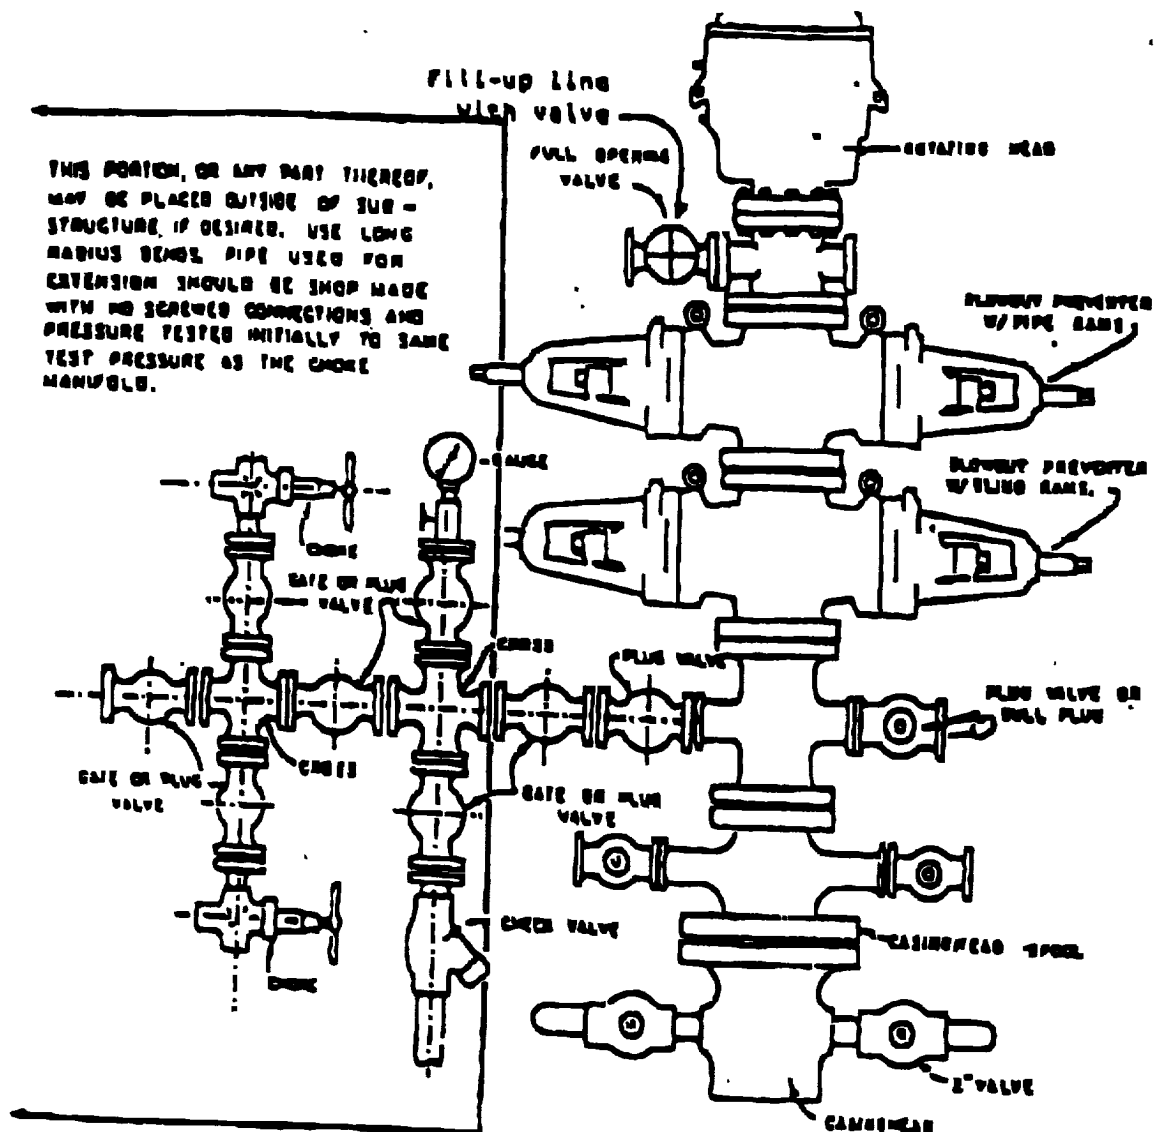 Fill-up line
with valve
FULL OPENING
VALVE
ROTATING HEAD
THIS PORTION, OR ANY PART THEREOF,
MAY BE PLACED OUTSIDE OF SUB-
STRUCTURE, IF DESIRED. USE LONG
RADIUS BENDS. PIPE USED FOR
EXTENSION SHOULD BE SHOP MADE
WITH NO SCREWED CONNECTIONS AND
PRESSURE TESTED INITIALLY TO SAME
TEST PRESSURE AS THE CHOKE
MANIFOLD.
BLOWOUT PREVENTER
W/PIPE RAMS.
GAUGE
BLOWOUT PREVENTER
W/BLIND RAMS.
CHOKE
GATE OR PLUG
VALVE
CROSS
PLUG VALVE
PLUG VALVE OR
BULL PLUG
CROSS
GATE OR PLUG
VALVE
GATE OR PLUG
VALVE
CHECK VALVE
CASINGHEAD SPOOL
CHOKE
2" VALVE
CASINGHEAD